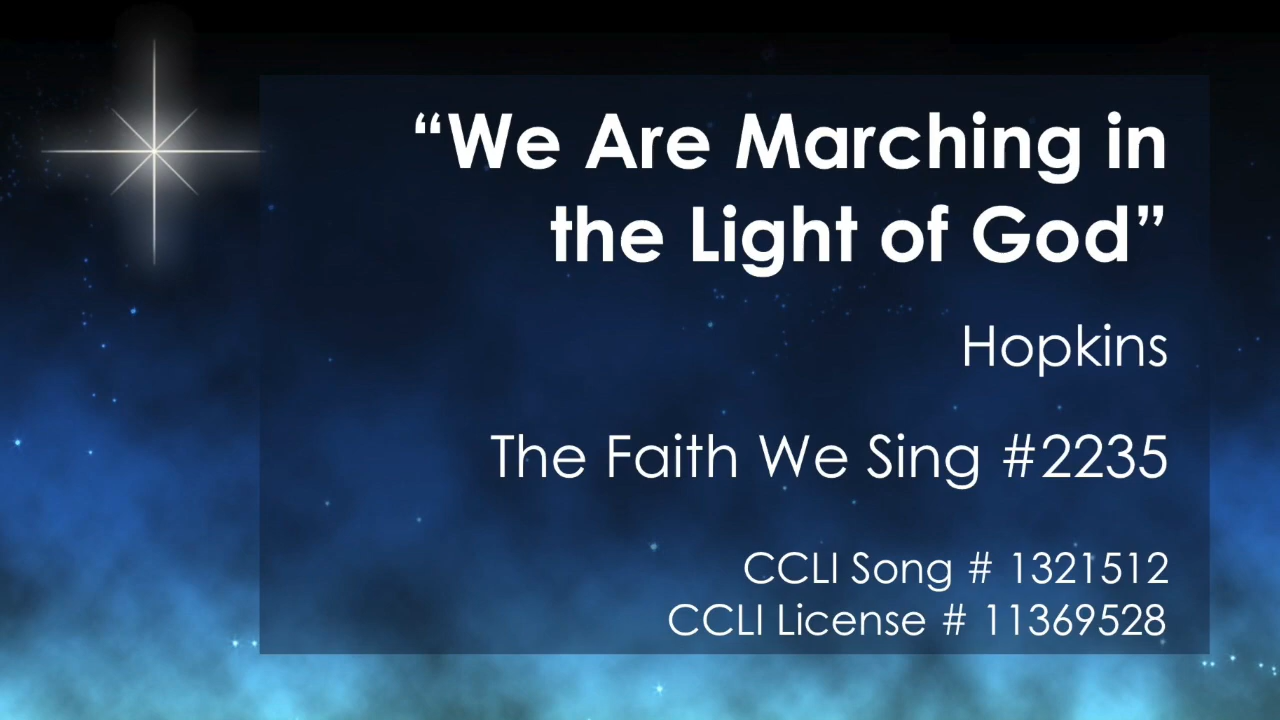 “We Are Marching in
the Light of God”
Hopkins
The Faith We Sing #2235
CCLI Song # 1321512
CCLI License # 11369528